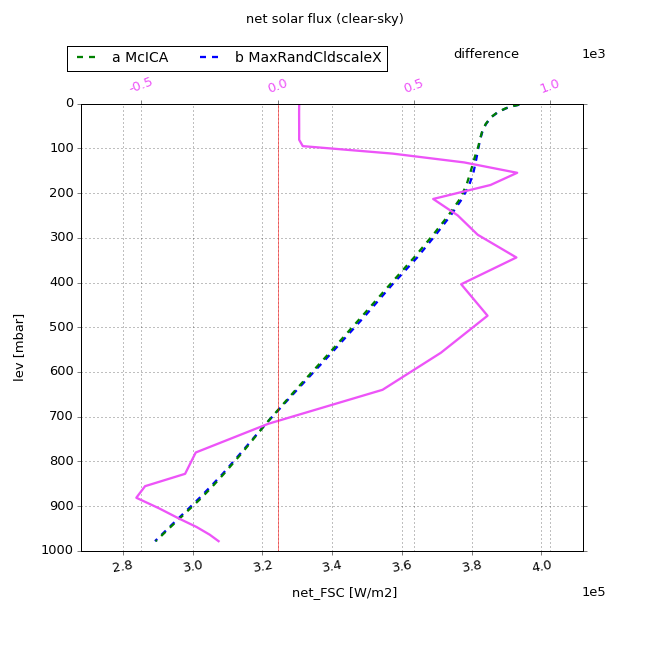 net solar flux (clear-sky)
a McICA b MaxRandCldscaleX
difference 1e3
-0.5 0.0 0.5 1.0
0
100
200
300
400
500
600
700
800
900
1000
lev [mbar]
2.8 3.0 3.2 3.4 3.6 3.8 4.0
net_FSC [W/m2] 1e5